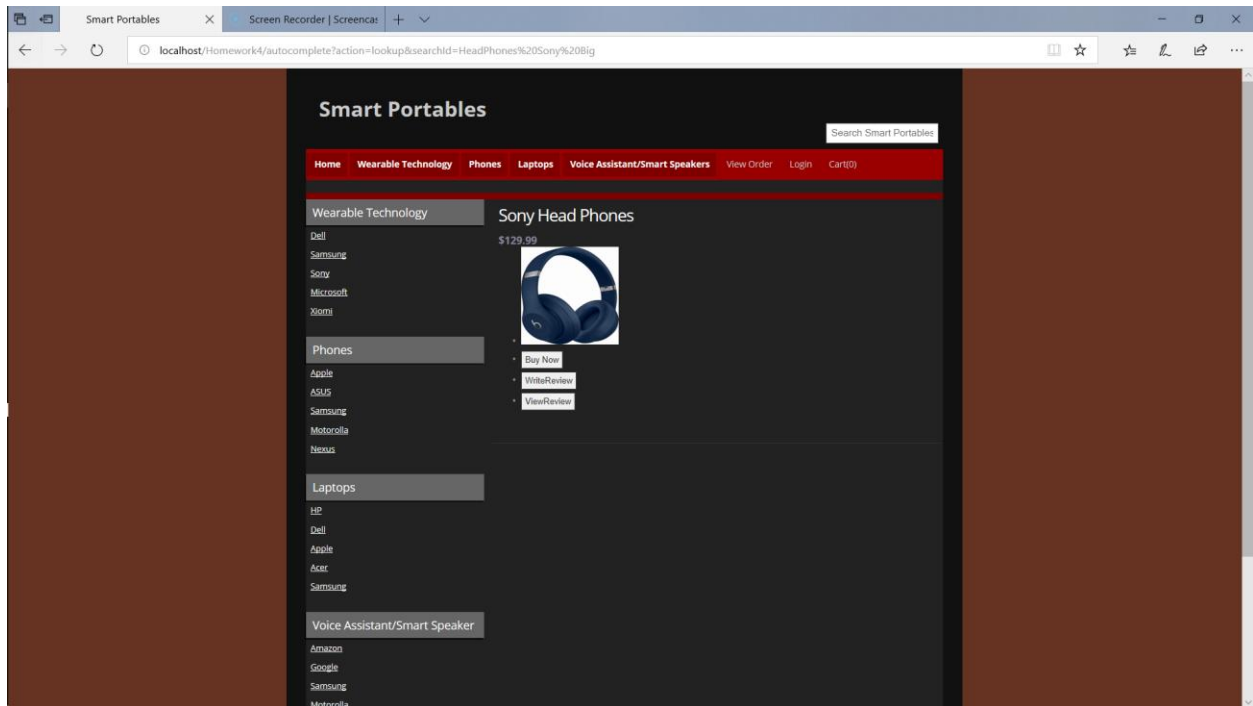 Smart Portables
Screen Recorder | Screencas
localhost/Homework4/autocomplete?action=lookup&searchId=HeadPhones%20Sony%20Big
Smart Portables
Search Smart Portables
Home Wearable Technology Phones Laptops Voice Assistant/Smart Speakers View Order Login Cart(0)
Wearable Technology
Dell
Samsung
Sony
Microsoft
Xiomi
Phones
Apple
ASUS
Samsung
Motorolla
Nexus
Laptops
HP
Dell
Apple
Acer
Samsung
Voice Assistant/Smart Speaker
Amazon
Google
Samsung
Motorolla
Sony Head Phones
$129.99
Buy Now
WriteReview
ViewReview